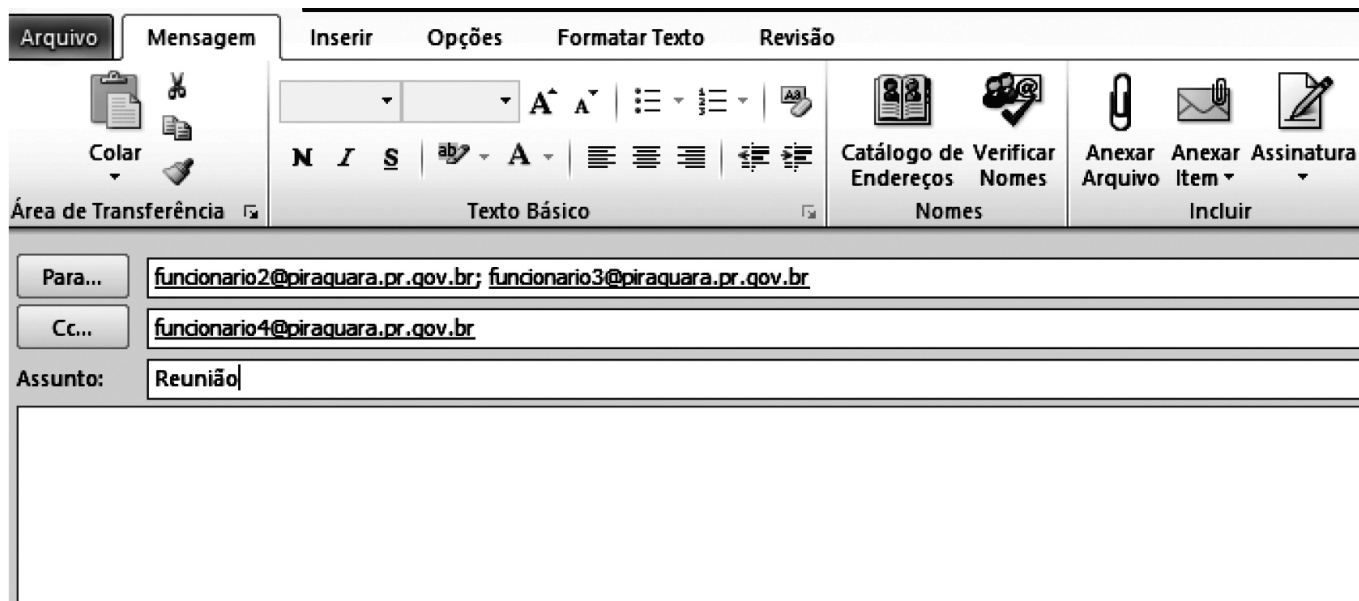 Arquivo Mensagem Inserir Opções Formatar Texto Revisão
Colar
N I S A
Catálogo de Endereços
Verificar Nomes
Anexar Arquivo
Anexar Item
Assinatura
Área de Transferência Texto Básico Nomes Incluir
Para... funcionario2@piraquara.pr.gov.br; funcionario3@piraquara.pr.gov.br
Cc... funcionario4@piraquara.pr.gov.br
Assunto: Reunião